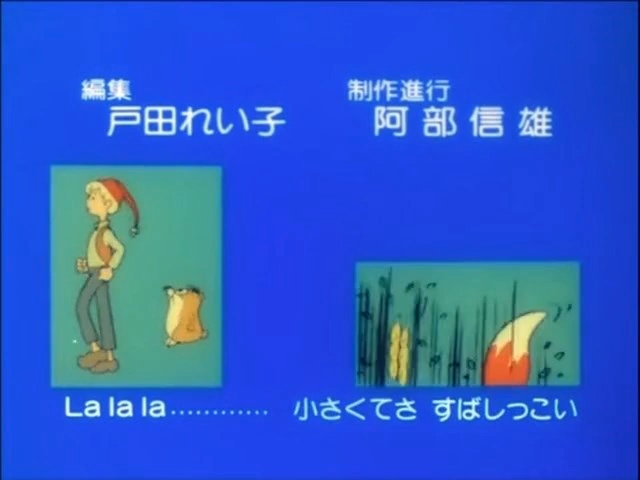 編集
戸田れい子
制作進行
阿部信雄
La la la............
小さくてさ すばしっこい